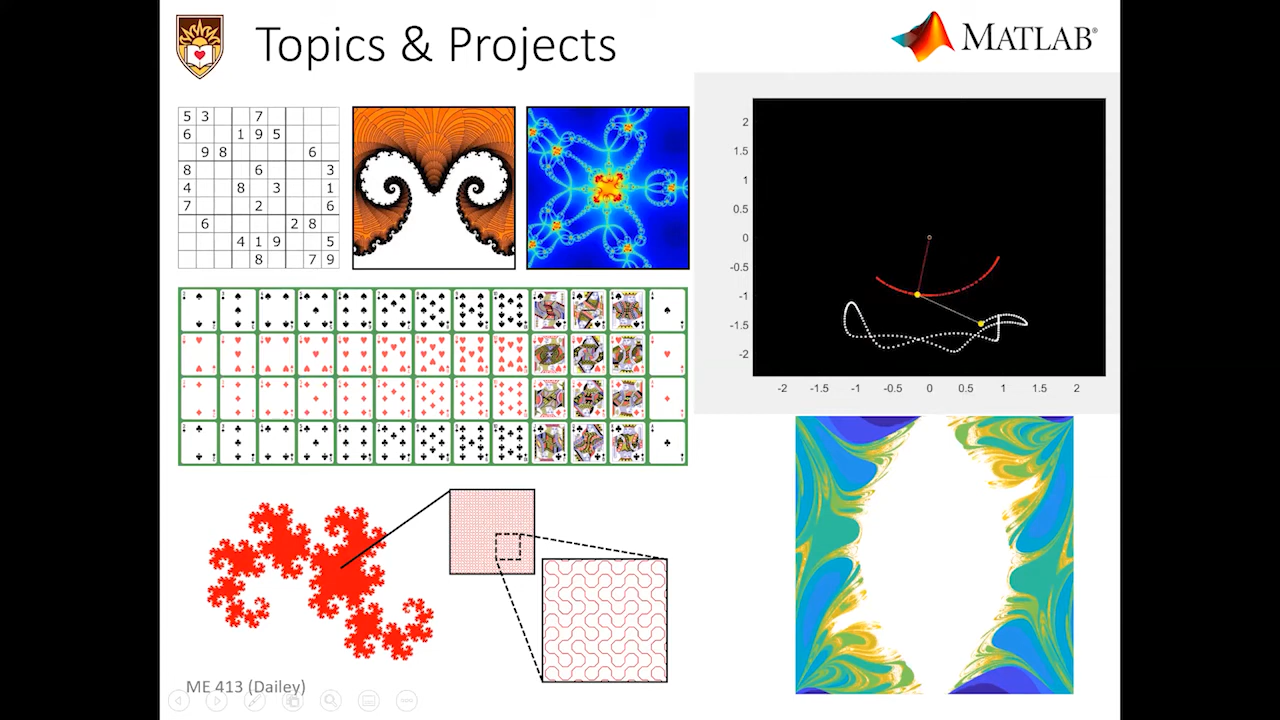 Topics & Projects
MATLAB®
5 3 7
6 1 9 5
9 8 6
8 6 3
4 8 3 1
7 2 6
6 2 8
4 1 9 5
8 7 9
2
1.5
1
0.5
0
-0.5
-1
-1.5
-2
-2 -1.5 -1 -0.5 0 0.5 1 1.5 2
ME 413 (Dailey)